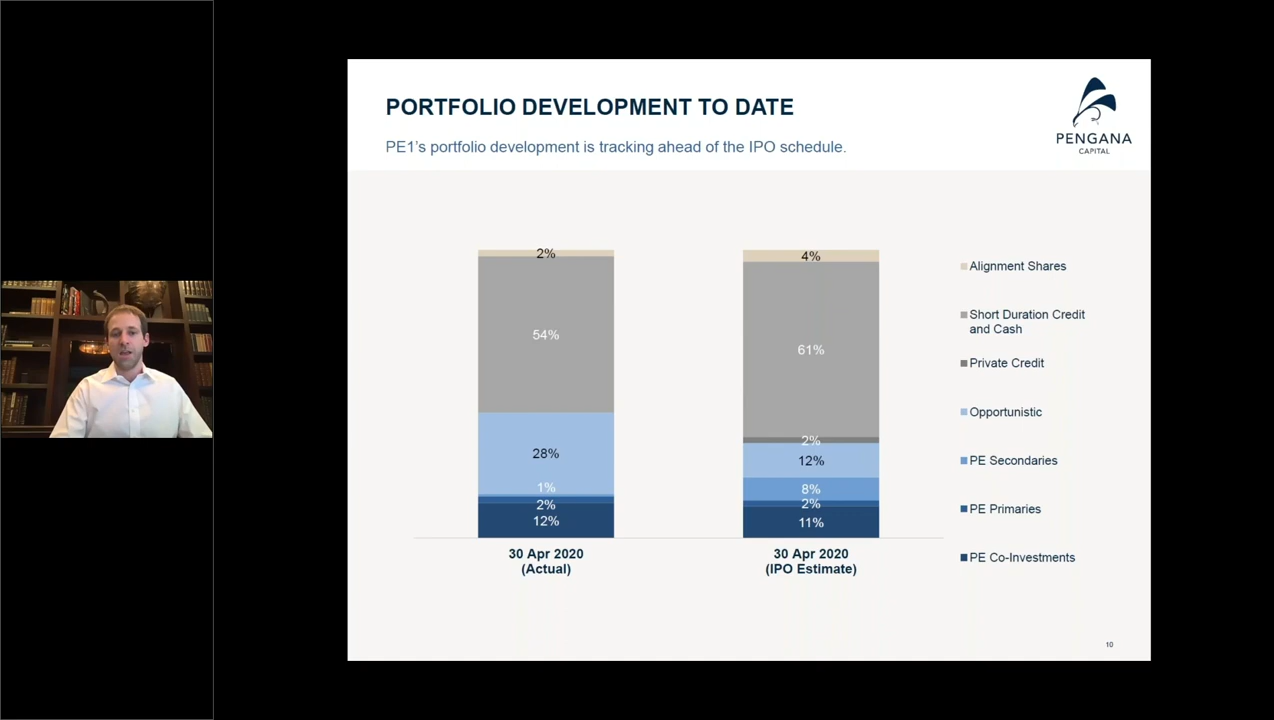 PORTFOLIO DEVELOPMENT TO DATE
PE1's portfolio development is tracking ahead of the IPO schedule.
PENGANA
CAPITAL
2%
54%
28%
1%
2%
12%
4%
61%
2%
12%
8%
2%
11%
30 Apr 2020
(Actual)
30 Apr 2020
(IPO Estimate)
Alignment Shares
Short Duration Credit
and Cash
Private Credit
Opportunistic
PE Secondaries
PE Primaries
PE Co-Investments
10